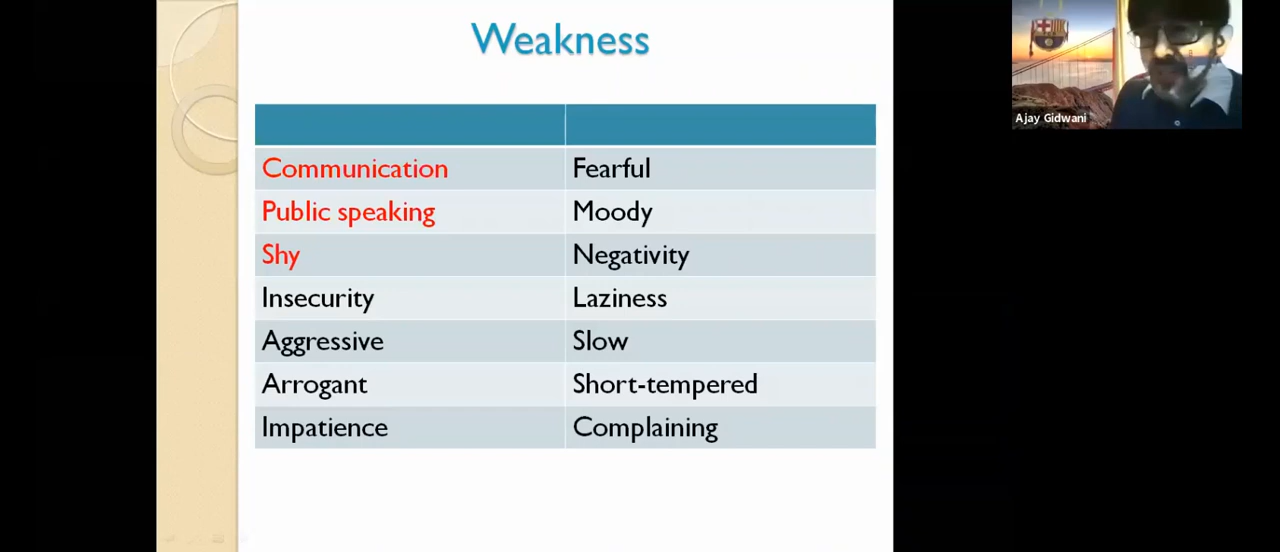 Weakness
Communication Fearful
Public speaking Moody
Shy Negativity
Insecurity Laziness
Aggressive Slow
Arrogant Short-tempered
Impatience Complaining
Ajay Gidwani